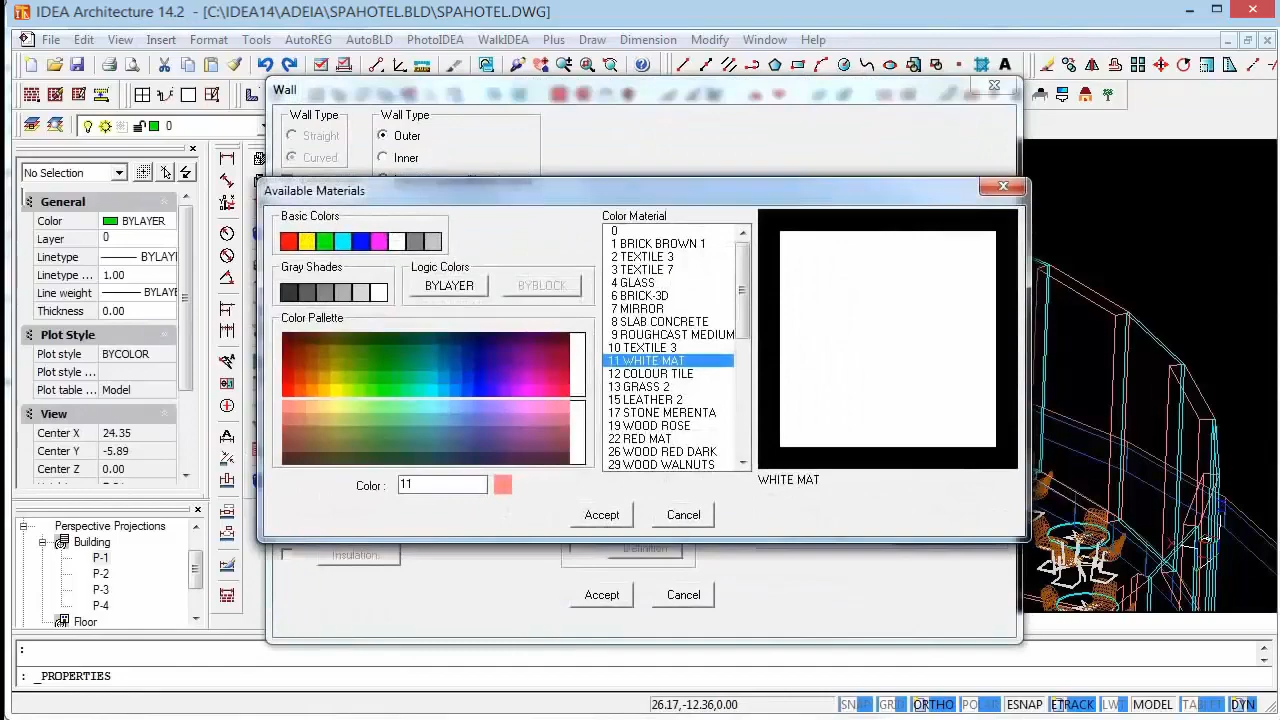 IDEA Architecture 14.2 - [C:\IDEA14\ADEIA\SPAHOTEL.BLD\SPAHOTEL.DWG]
File Edit View Insert Format Tools AutoREG AutoBLD PhotoIDEA WalkIDEA Plus Draw Dimension Modify Window Help
0
No Selection
General
Color BYLAYER
Layer 0
Linetype BYLAY
Linetype ... 1.00
Line weight BYLAYE
Thickness 0.00
Plot Style
Plot style BYCOLOR
Plot style ...
Plot table ... Model
View
Center X 24.35
Center Y -5.89
Center Z 0.00
Perspective Projections
Building
P-1
P-2
P-3
P-4
Floor
Wall
Wall Type
Straight
Curved
Wall Type
Outer
Inner
Available Materials
Basic Colors
Gray Shades
Logic Colors
BYLAYER
BYBLOCK
Color Palette
Color : 11
Color Material
0
1 BRICK BROWN 1
2 TEXTILE 3
3 TEXTILE 7
4 GLASS
6 BRICK-3D
7 MIRROR
8 SLAB CONCRETE
9 ROUGHCAST MEDIUM
10 TEXTILE 3
11 WHITE MAT
12 COLOUR TILE
13 GRASS 2
15 LEATHER 2
17 STONE MERENTA
19 WOOD ROSE
22 RED MAT
26 WOOD RED DARK
29 WOOD WALNUTS
WHITE MAT
Accept Cancel
Insulation.
Definition
Accept Cancel
:
: _PROPERTIES
26.17,-12.36,0.00 SNAP GRID ORTHO POLAR ESNAP ETRACK LWT MODEL TABLET DYN